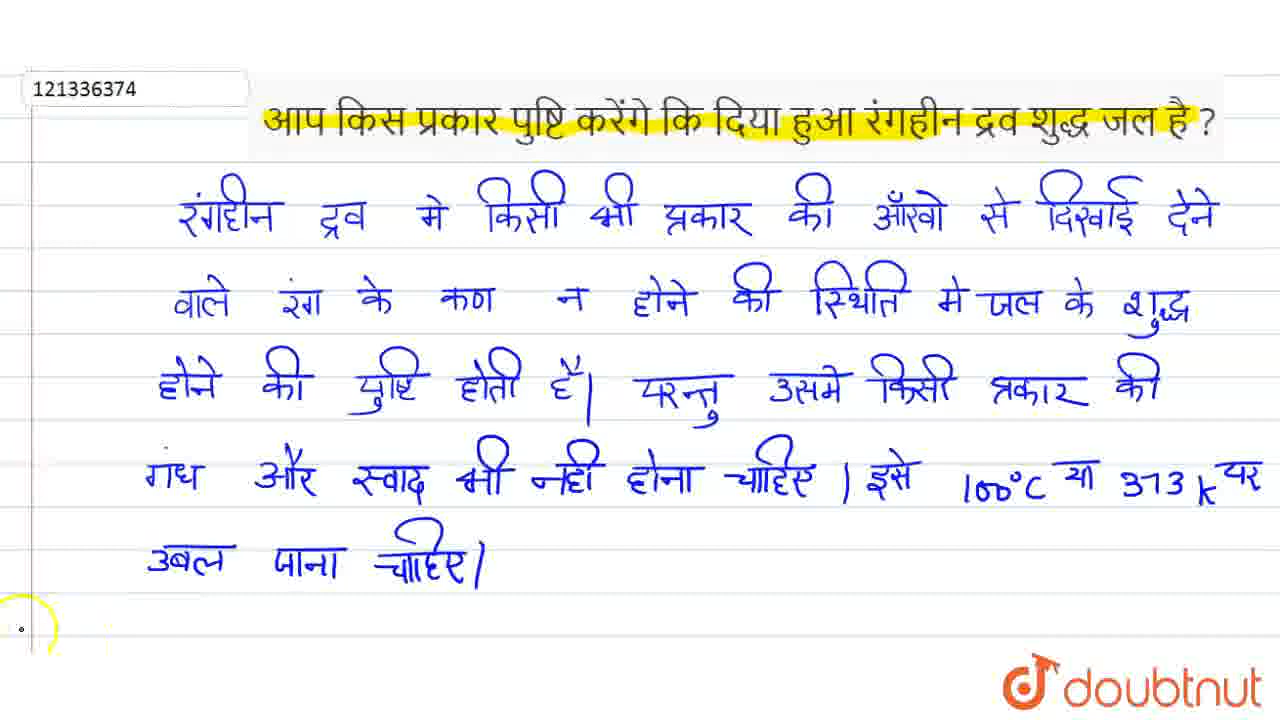 121336374
आप किस प्रकार पुष्टि करेंगे कि दिया हुआ रंगहीन द्रव शुद्ध जल है ?
रंगहीन द्रव मे किसी भी प्रकार की आँखो से दिखाई देने
वाले रंग के कण न होने की स्थिति मे जल के शुद्ध
होने की पुष्टि होती है। परन्तु उसमे किसी प्रकार की
गंध और स्वाद भी नही होना चाहिए। इसे 100°C या 373 K पर
उबल जाना चाहिए।
doubtnut